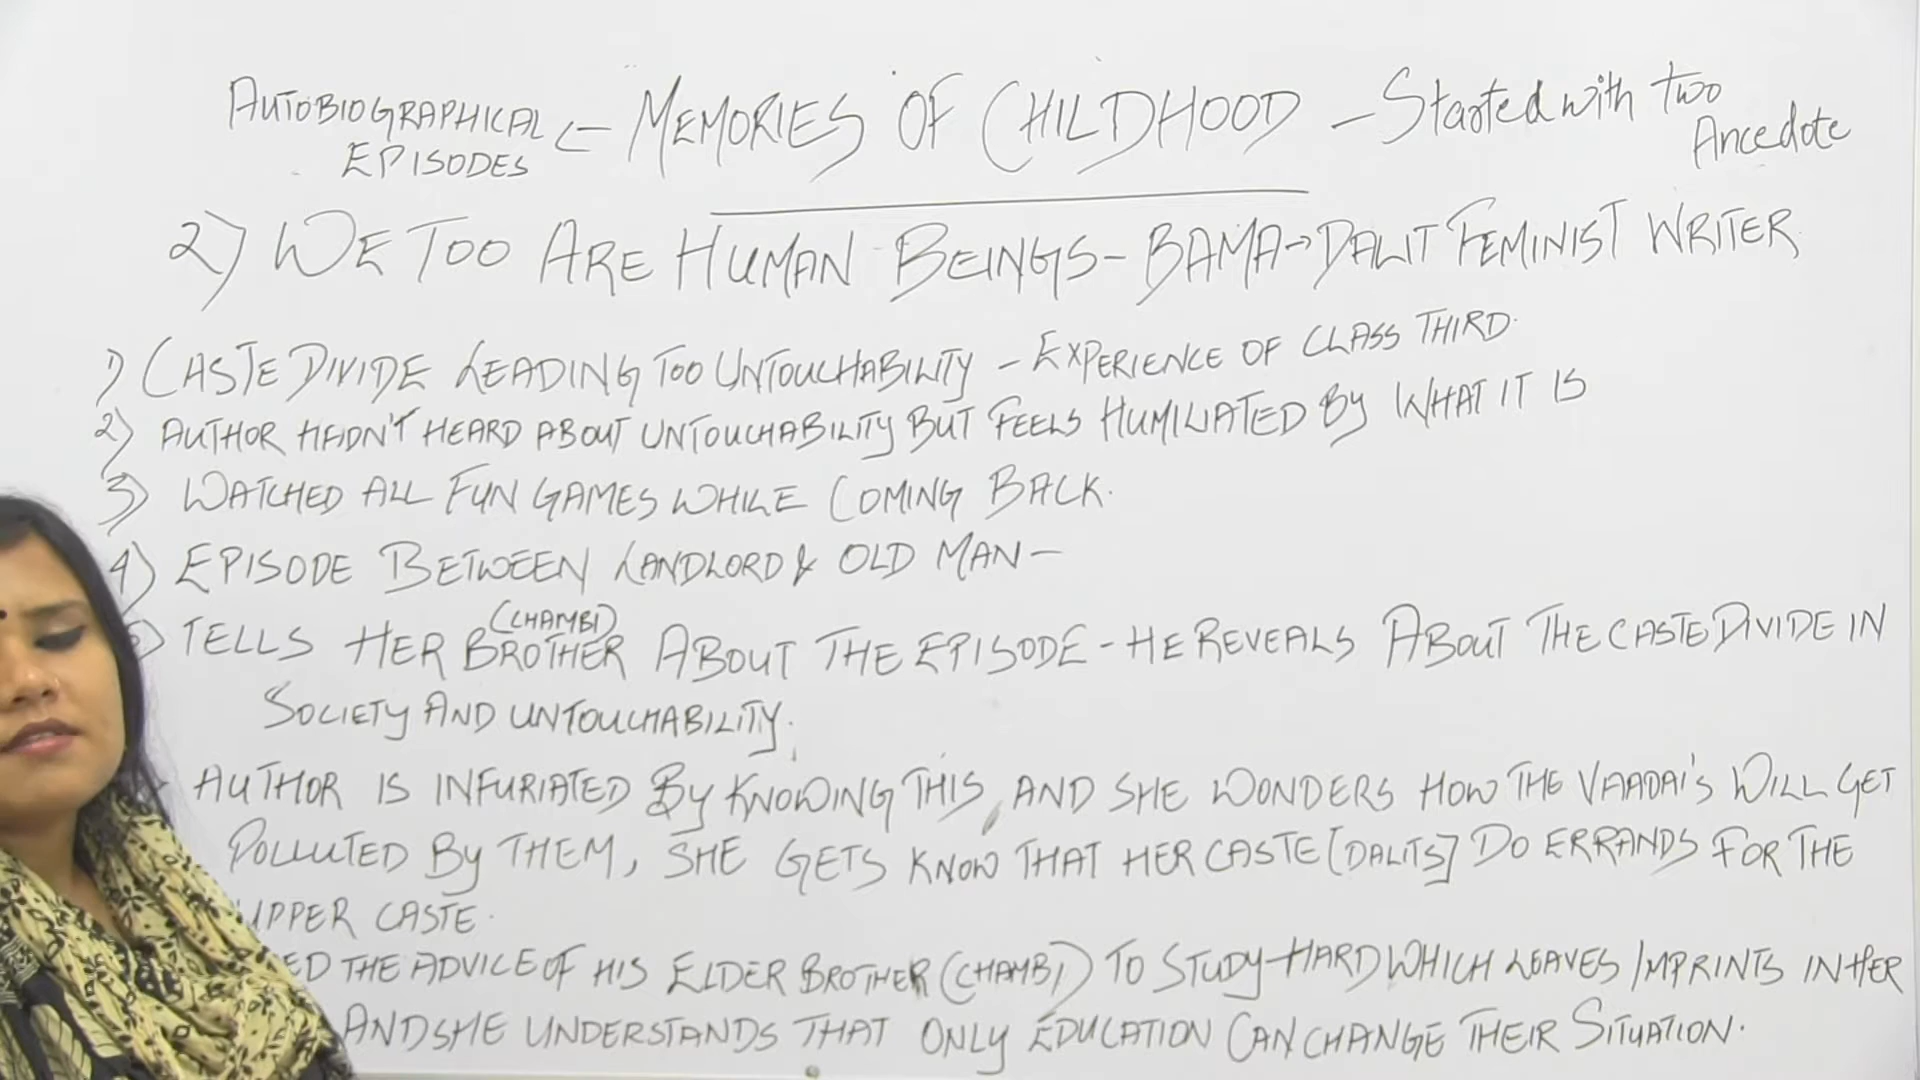 AUTOBIOGRAPHICAL EPISODES <- MEMORIES OF CHILDHOOD - Started with two Ancedote
2) WE TOO ARE HUMAN BEINGS - BAMA -> DALIT FEMINIST WRITER
1) CASTE DIVIDE LEADING TOO UNTOUCHABILITY - EXPERIENCE OF CLASS THIRD.
2) AUTHOR HADN'T HEARD ABOUT UNTOUCHABILITY BUT FEELS HUMILIATED BY WHAT IT IS
3) WATCHED ALL FUN GAMES WHILE COMING BACK.
4) EPISODE BETWEEN LANDLORD & OLD MAN -
TELLS HER BROTHER (CHAMBI) ABOUT THE EPISODE - HE REVEALS ABOUT THE CASTE DIVIDE IN
SOCIETY AND UNTOUCHABILITY.
AUTHOR IS INFURIATED BY KNOWING THIS, AND SHE WONDERS HOW THE VAADAI'S WILL GET
POLLUTED BY THEM, SHE GETS KNOW THAT HER CASTE [DALITS] DO ERRANDS FOR THE
UPPER CASTE.
THE ADVICE OF HIS ELDER BROTHER (CHAMBI) TO STUDY HARD WHICH LEAVES IMPRINTS IN HER
AND SHE UNDERSTANDS THAT ONLY EDUCATION CAN CHANGE THEIR SITUATION.